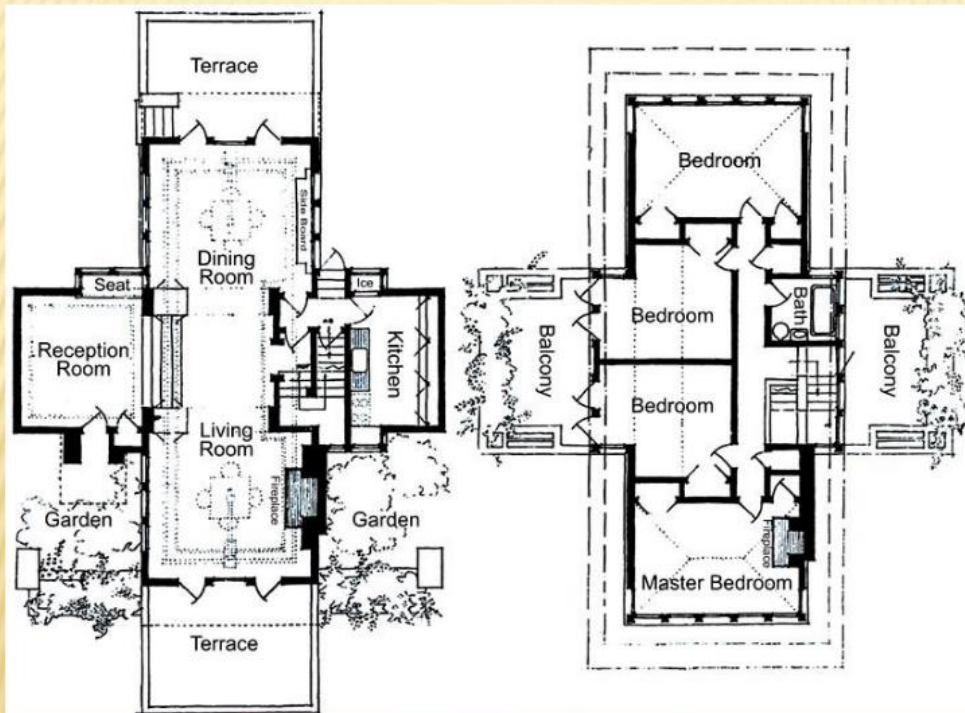 Terrace
Dining
Room
Side Board
Seat
Ice
Reception
Room
Kitchen
Living
Room
Fireplace
Garden
Garden
Terrace
Bedroom
Bedroom
Bath
Balcony
Balcony
Bedroom
Fireplace
Master Bedroom